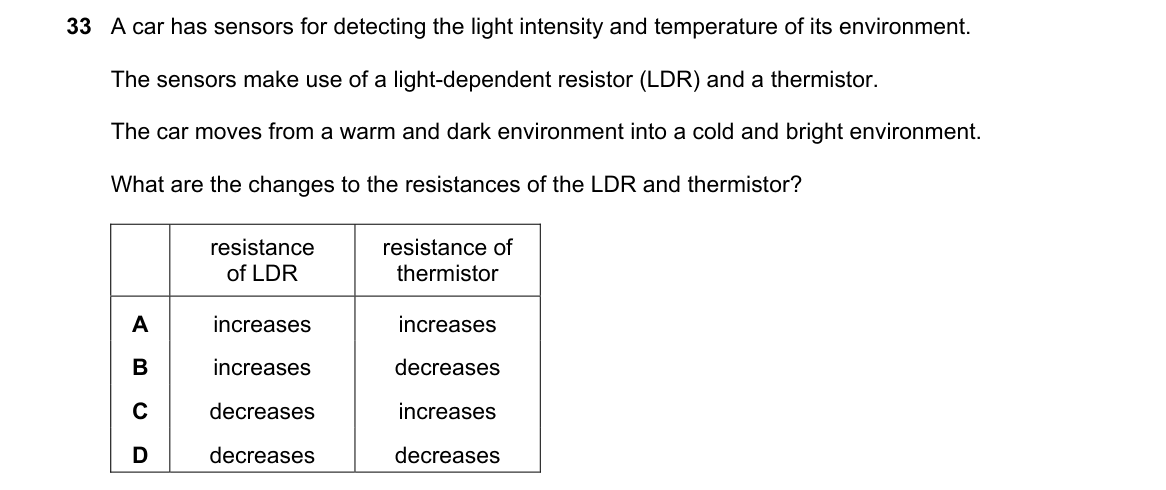 33 A car has sensors for detecting the light intensity and temperature of its environment.
The sensors make use of a light-dependent resistor (LDR) and a thermistor.
The car moves from a warm and dark environment into a cold and bright environment.
What are the changes to the resistances of the LDR and thermistor?
resistance of LDR resistance of thermistor
A increases increases
B increases decreases
C decreases increases
D decreases decreases